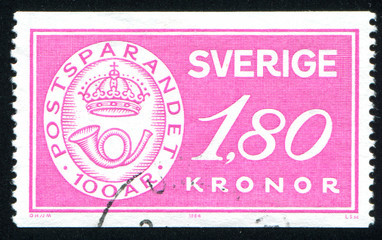 POSTSPARANDET
100 ÅR
SVERIGE
1,80
KRONOR